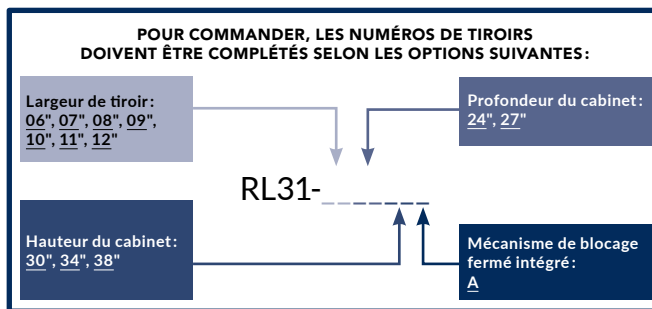 POUR COMMANDER, LES NUMÉROS DE TIROIRS
DOIVENT ÊTRE COMPLÉTÉS SELON LES OPTIONS SUIVANTES :
Largeur de tiroir :
06", 07", 08", 09",
10", 11", 12"
Profondeur du cabinet :
24", 27"
RL31-_ _ _ _ _ _ _
Hauteur du cabinet :
30", 34", 38"
Mécanisme de blocage
fermé intégré :
A